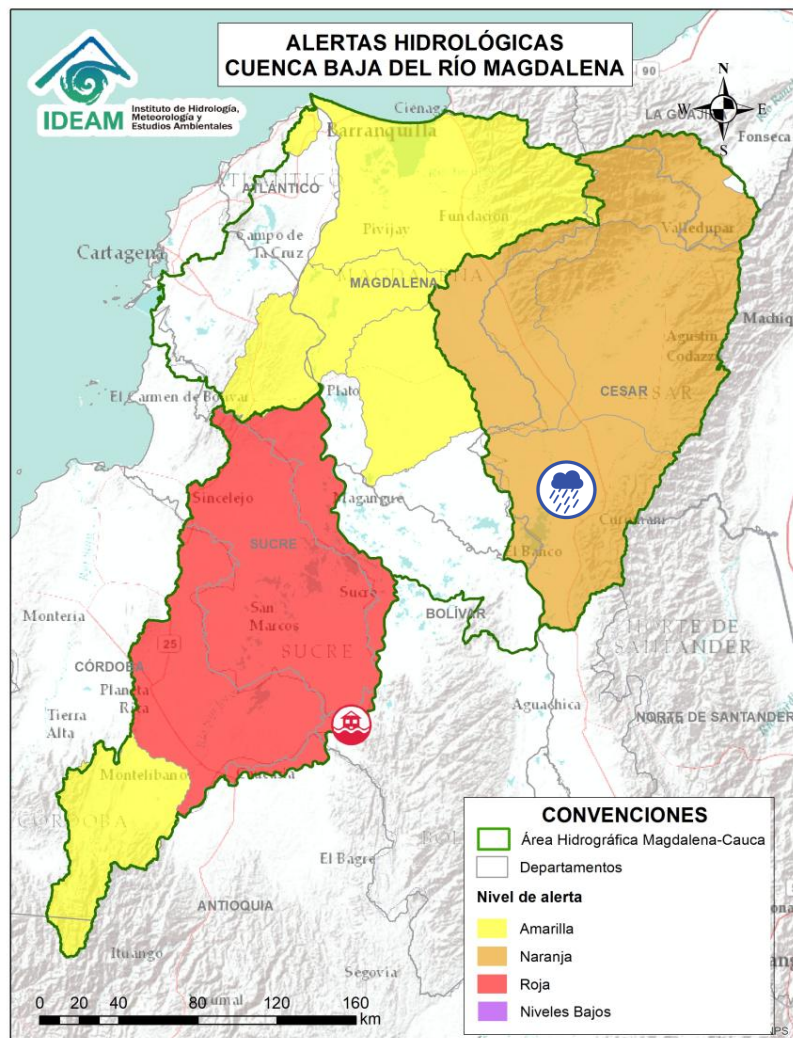 ALERTAS HIDROLÓGICAS
CUENCA BAJA DEL RÍO MAGDALENA
IDEAM
Instituto de Hidrología,
Meteorología y
Estudios Ambientales
90
N
W
E
S
LA GUAJIRA
Fonseca
Ciénaga
Barranquilla
ATLÁNTICO
Cartagena
Campo de
La Cruz
Pivijay
Fundación
Valledupar
MAGDALENA
Agustín
Codazzi
CESAR
El Carmen de Bolívar
Plato
Sincelejo
Magangué
SUCRE
El Banco
Sucre
San
Marcos
SUCRE
BOLÍVAR
Montería
25
CÓRDOBA
Planeta
Rica
Tierra
Alta
NORTE DE
SANTANDER
Aguachica
NORTE DE SANTANDER
Montelíbano
El Bagre
ANTIOQUIA
Ituango
Segovia
0 20 40 80 120 160
km
CONVENCIONES
Área Hidrográfica Magdalena-Cauca
Departamentos
Nivel de alerta
Amarilla
Naranja
Roja
Niveles Bajos